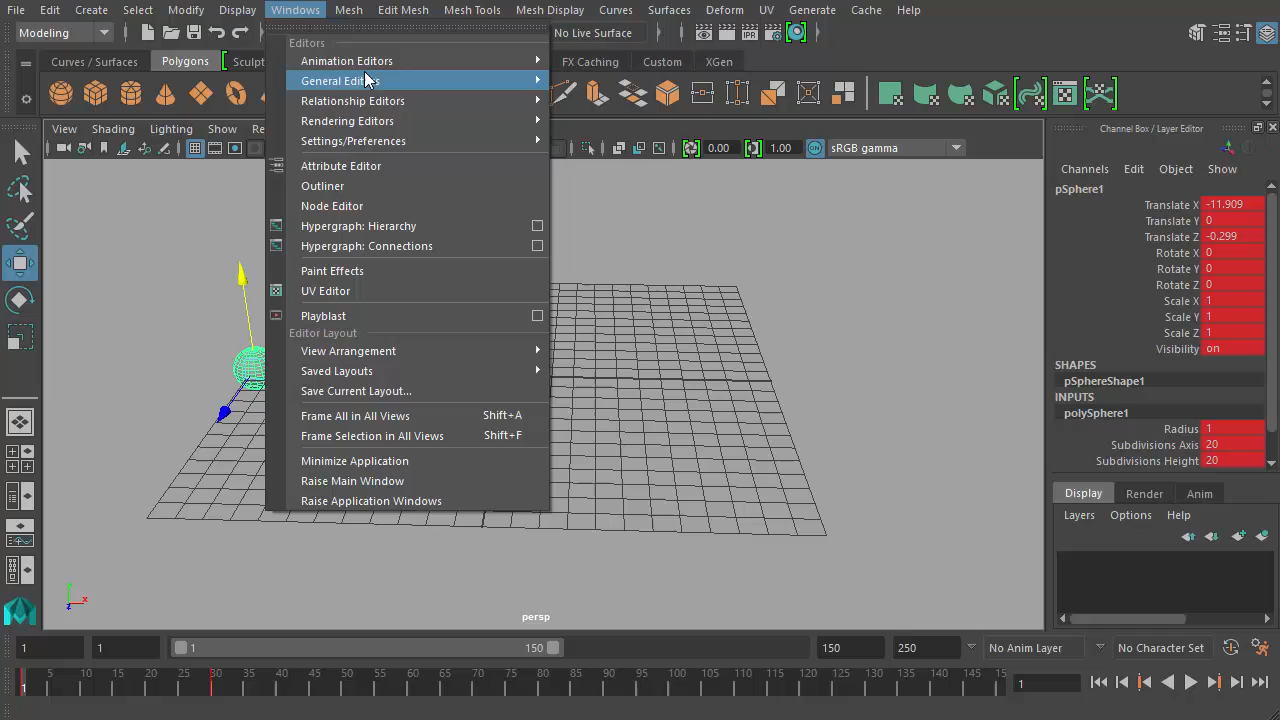 File Edit Create Select Modify Display Windows Mesh Edit Mesh Mesh Tools Mesh Display Curves Surfaces Deform UV Generate Cache Help
Modeling No Live Surface
Curves / Surfaces Polygons Sculpt FX Caching Custom XGen
Editors
Animation Editors
General Editors
Relationship Editors
Rendering Editors
Settings/Preferences
Attribute Editor
Outliner
Node Editor
Hypergraph: Hierarchy
Hypergraph: Connections
Paint Effects
UV Editor
Playblast
Editor Layout
View Arrangement
Saved Layouts
Save Current Layout...
Frame All in All Views Shift+A
Frame Selection in All Views Shift+F
Minimize Application
Raise Main Window
Raise Application Windows
View Shading Lighting Show Re
0.00 1.00 sRGB gamma
IPR
persp
Channel Box / Layer Editor
Channels Edit Object Show
pSphere1
Translate X -11.909
Translate Y 0
Translate Z -0.299
Rotate X 0
Rotate Y 0
Rotate Z 0
Scale X 1
Scale Y 1
Scale Z 1
Visibility on
SHAPES
pSphereShape1
INPUTS
polySphere1
Radius 1
Subdivisions Axis 20
Subdivisions Height 20
Display Render Anim
Layers Options Help
1 1 1 150 150 250 No Anim Layer No Character Set
5 10 15 20 25 30 35 40 45 50 55 60 65 70 75 80 85 90 95 100 105 110 115 120 125 130 135 140 145 15
1 1
y
x
z